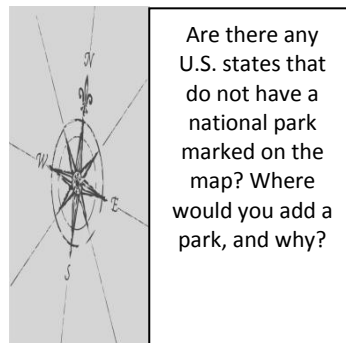 N
W
E
S
Are there any
U.S. states that
do not have a
national park
marked on the
map? Where
would you add a
park, and why?